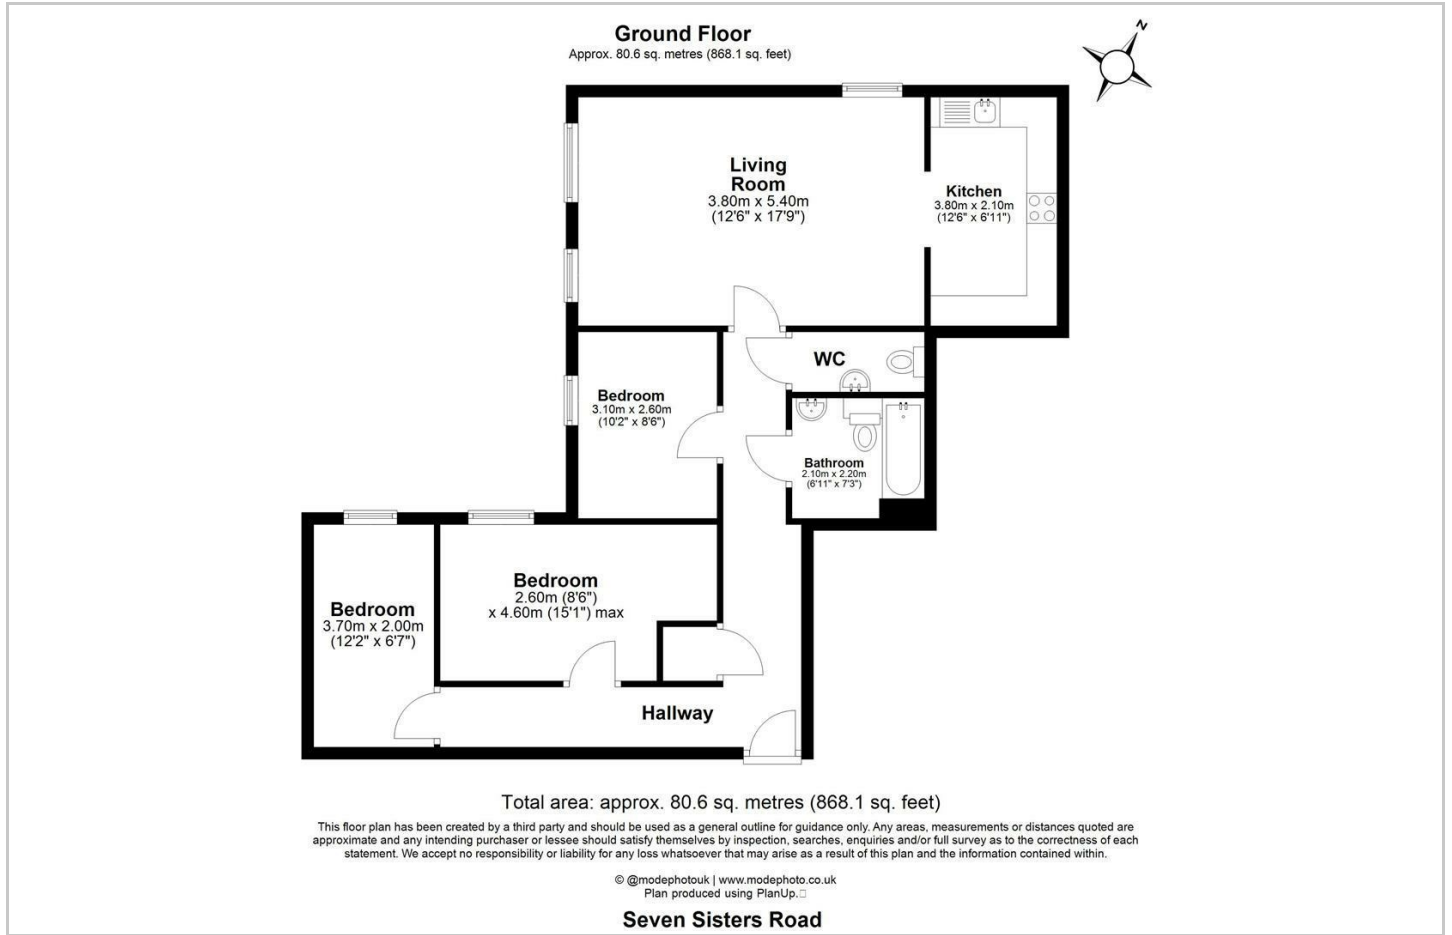 Ground Floor
Approx. 80.6 sq. metres (868.1 sq. feet)
N
Living
Room
3.80m x 5.40m
(12'6" x 17'9")
Kitchen
3.80m x 2.10m
(12'6" x 6'11")
WC
Bedroom
3.10m x 2.60m
(10'2" x 8'6")
Bathroom
2.10m x 2.20m
(6'11" x 7'3")
Bedroom
2.60m (8'6")
x 4.60m (15'1") max
Bedroom
3.70m x 2.00m
(12'2" x 6'7")
Hallway
Total area: approx. 80.6 sq. metres (868.1 sq. feet)
This floor plan has been created by a third party and should be used as a general outline for guidance only. Any areas, measurements or distances quoted are
approximate and any intending purchaser or lessee should satisfy themselves by inspection, searches, enquiries and/or full survey as to the correctness of each
statement. We accept no responsibility or liability for any loss whatsoever that may arise as a result of this plan and the information contained within.
© @modephotouk | www.modephoto.co.uk
Plan produced using PlanUp.
Seven Sisters Road